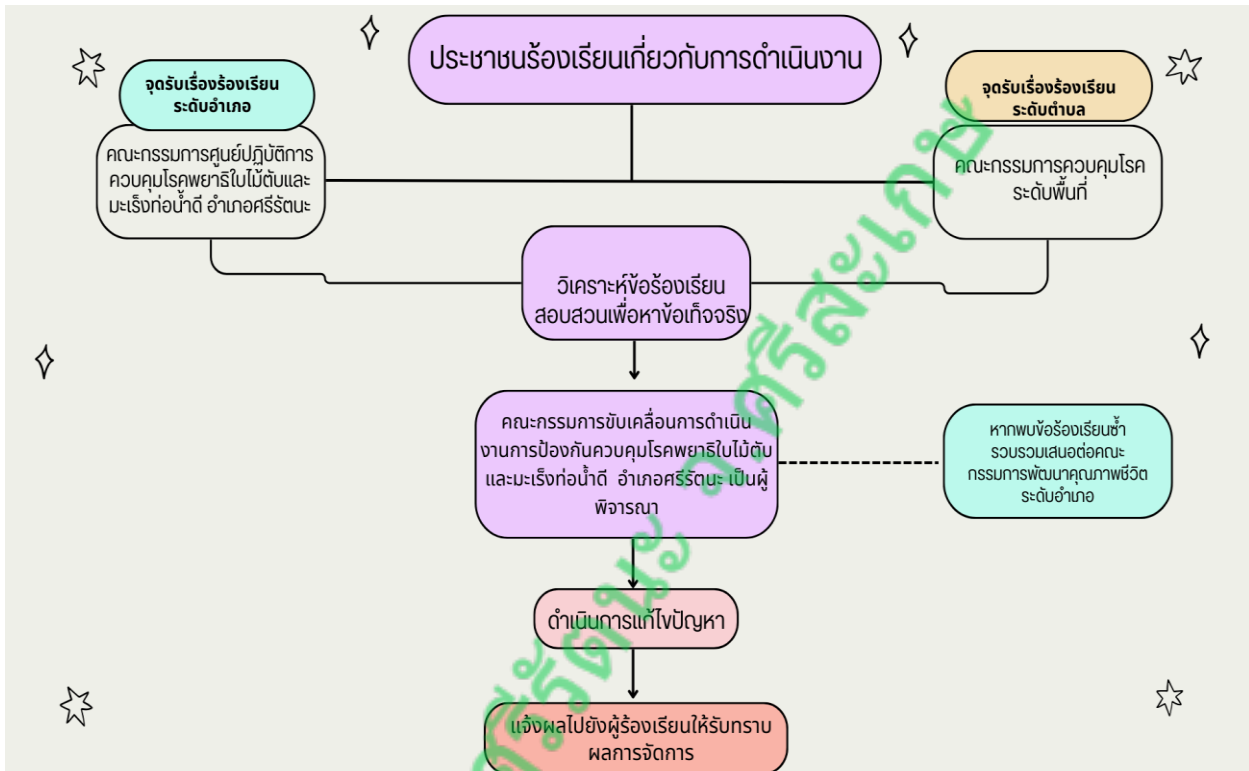 ประชาชนร้องเรียนเกี่ยวกับการดำเนินงาน
จุดรับเรื่องร้องเรียน
ระดับอำเภอ
คณะกรรมการศูนย์ปฏิบัติการ
ควบคุมโรคพยาธิใบไม้ตับและ
มะเร็งท่อน้ำดี อำเภอศรีรัตนะ
จุดรับเรื่องร้องเรียน
ระดับตำบล
คณะกรรมการควบคุมโรค
ระดับพื้นที่
วิเคราะห์ข้อร้องเรียน
สอบสวนเพื่อหาข้อเท็จจริง
คณะกรรมการขับเคลื่อนการดำเนิน
งานการป้องกันควบคุมโรคพยาธิใบไม้ตับ
และมะเร็งท่อน้ำดี อำเภอศรีรัตนะ เป็นผู้
พิจารณา
หากพบข้อร้องเรียนซ้ำ
รวบรวมเสนอต่อคณะ
กรรมการพัฒนาคุณภาพชีวิต
ระดับอำเภอ
ดำเนินการแก้ไขปัญหา
แจ้งผลไปยังผู้ร้องเรียนให้รับทราบ
ผลการจัดการ
ศรีรัตนะ จ.ศรีสะเกษ